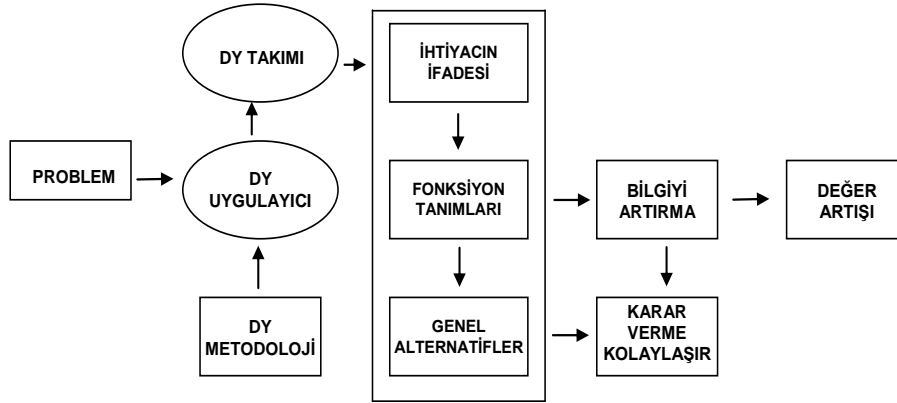 DY TAKIMI
İHTİYACIN
İFADESİ
PROBLEM
DY
UYGULAYICI
FONKSİYON
TANIMLARI
BİLGİYİ
ARTIRMA
DEĞER
ARTIŞI
DY
METODOLOJİ
GENEL
ALTERNATİFLER
KARAR
VERME
KOLAYLAŞIR